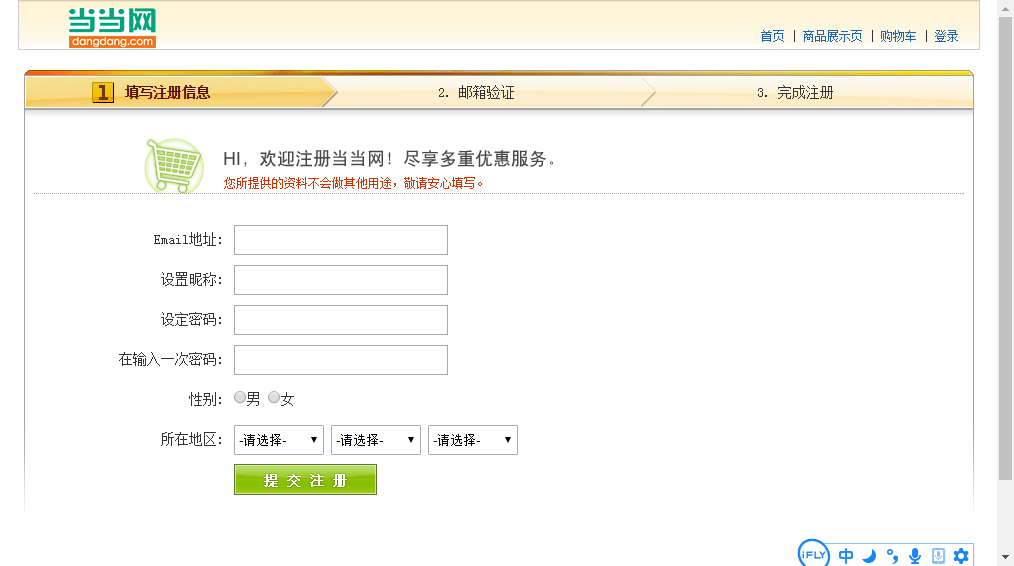 当当网
dangdang.com
首页 | 商品展示页 | 购物车 | 登录
1 填写注册信息 2. 邮箱验证 3. 完成注册
HI，欢迎注册当当网！尽享多重优惠服务。
您所提供的资料不会做其他用途，敬请安心填写。
Email地址：
设置昵称：
设定密码：
在输入一次密码：
性别： 男 女
所在地区： -请选择- -请选择- -请选择-
提交注册
iFLY 中